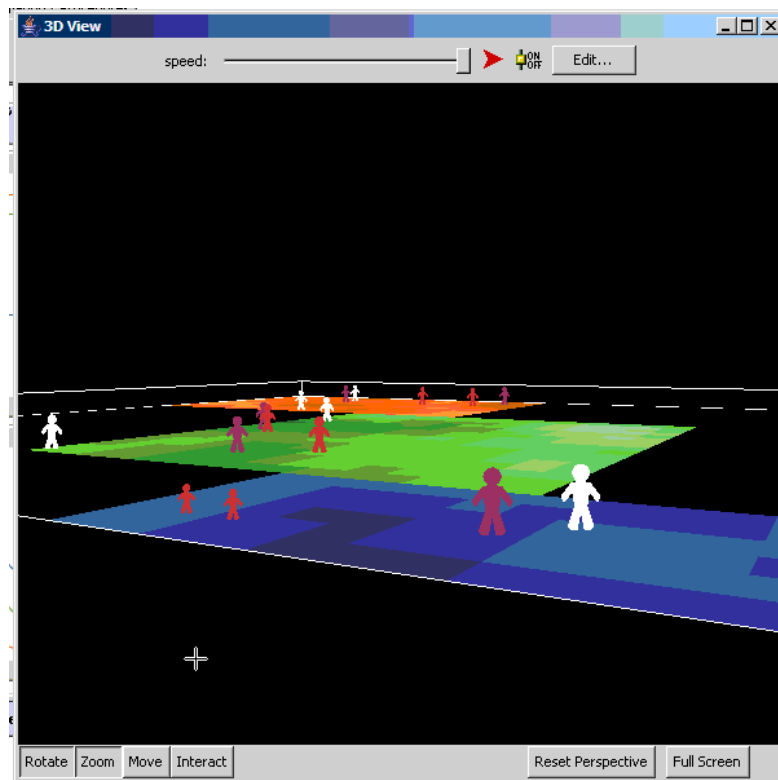 3D View
speed:
ON
OFF
Edit...
Rotate
Zoom
Move
Interact
Reset Perspective
Full Screen